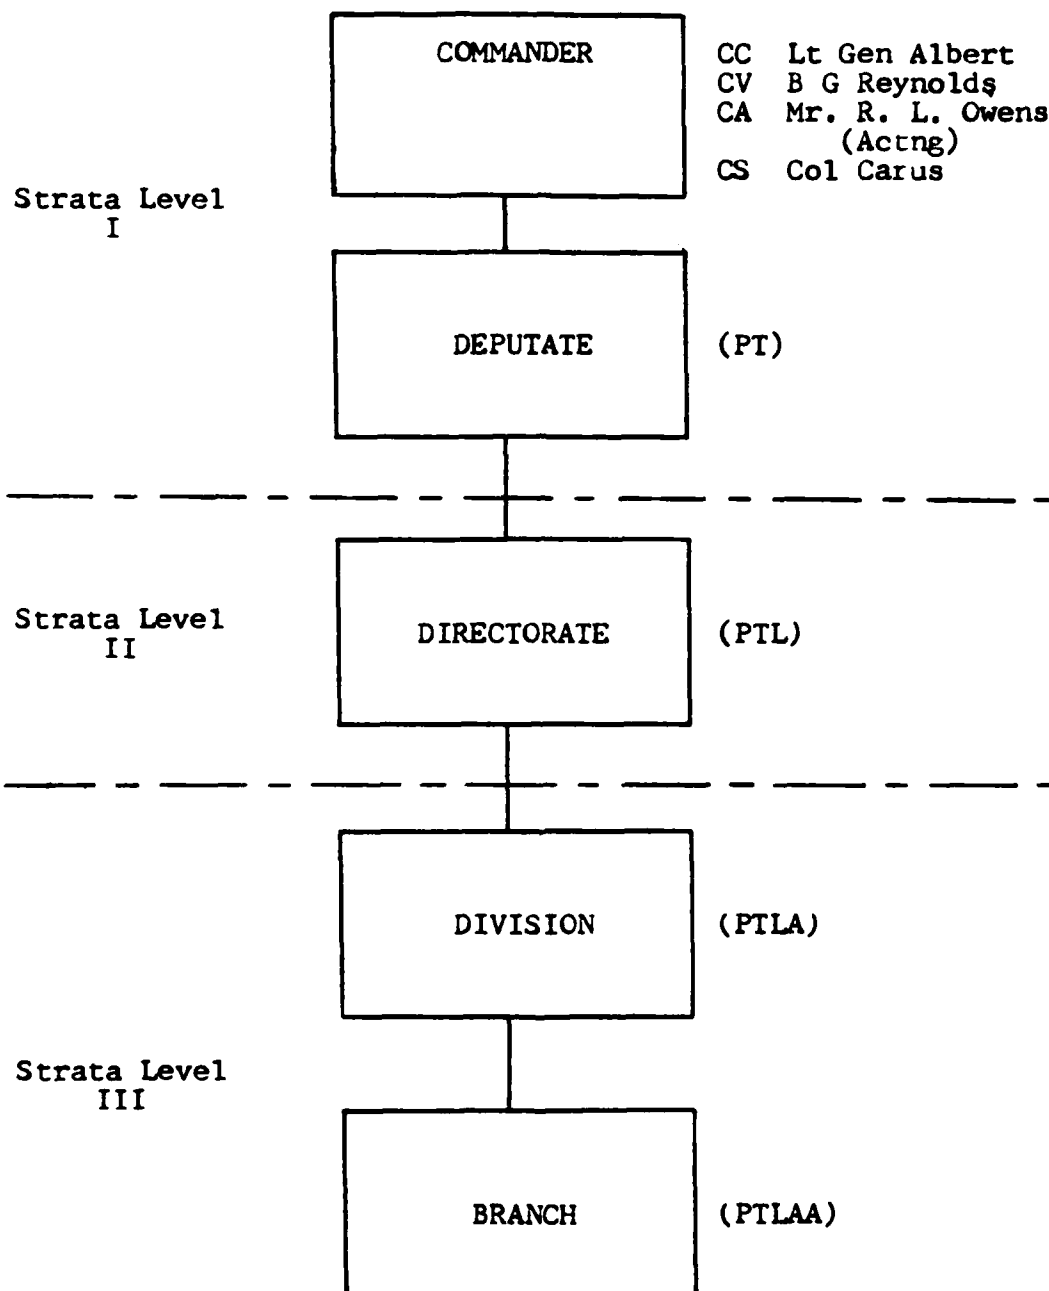 COMMANDER
CC Lt Gen Albert
CV B G Reynolds
CA Mr. R. L. Owens
(Actng)
CS Col Carus
Strata Level
I
DEPUTATE (PT)
Strata Level
II
DIRECTORATE (PTL)
DIVISION (PTLA)
Strata Level
III
BRANCH (PTLAA)